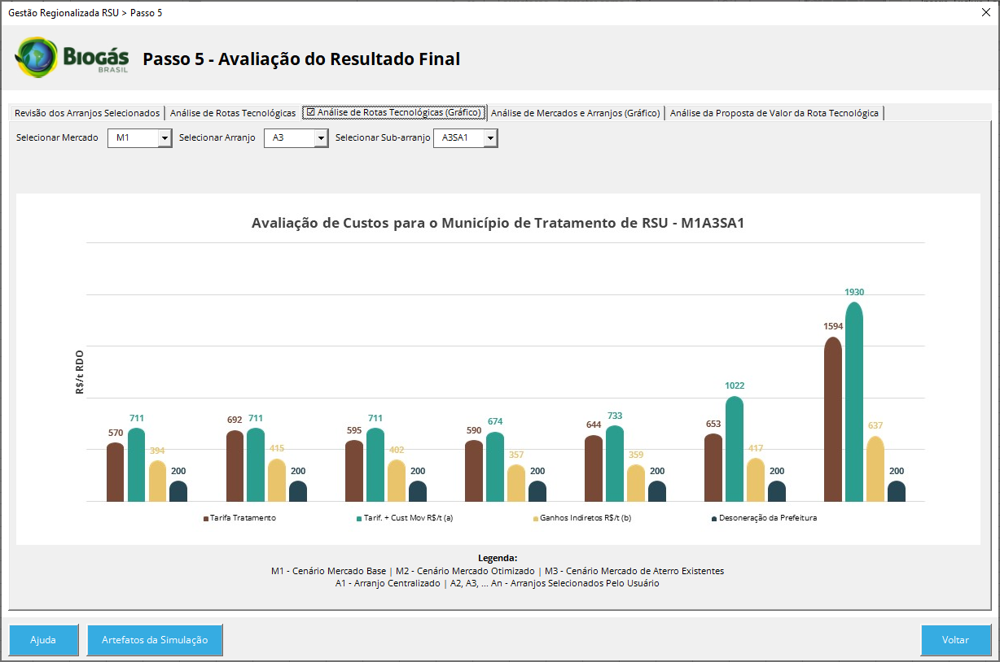 Gestão Regionalizada RSU > Passo 5
BIOGÁS
BRASIL
Passo 5 - Avaliação do Resultado Final
Revisão dos Arranjos Selecionados
Análise de Rotas Tecnológicas
Análise de Rotas Tecnológicas (Gráfico)
Análise de Mercados e Arranjos (Gráfico)
Análise da Proposta de Valor da Rota Tecnológica
Selecionar Mercado M1 Selecionar Arranjo A3 Selecionar Sub-arranjo A3SA1
Avaliação de Custos para o Município de Tratamento de RSU - M1A3SA1
R$/t RDO
570 711 394 200
692 711 415 200
595 711 402 200
590 674 357 200
644 733 359 200
653 1022 417 200
1594 1930 637 200
Tarifa Tratamento
Tarif. + Cust Mov R$/t (a)
Ganhos Indiretos R$/t (b)
Desoneração da Prefeitura
Legenda:
M1 - Cenário Mercado Base | M2 - Cenário Mercado Otimizado | M3 - Cenário Mercado de Aterro Existentes
A1 - Arranjo Centralizado | A2, A3, ... An - Arranjos Selecionados Pelo Usuário
Ajuda
Artefatos da Simulação
Voltar